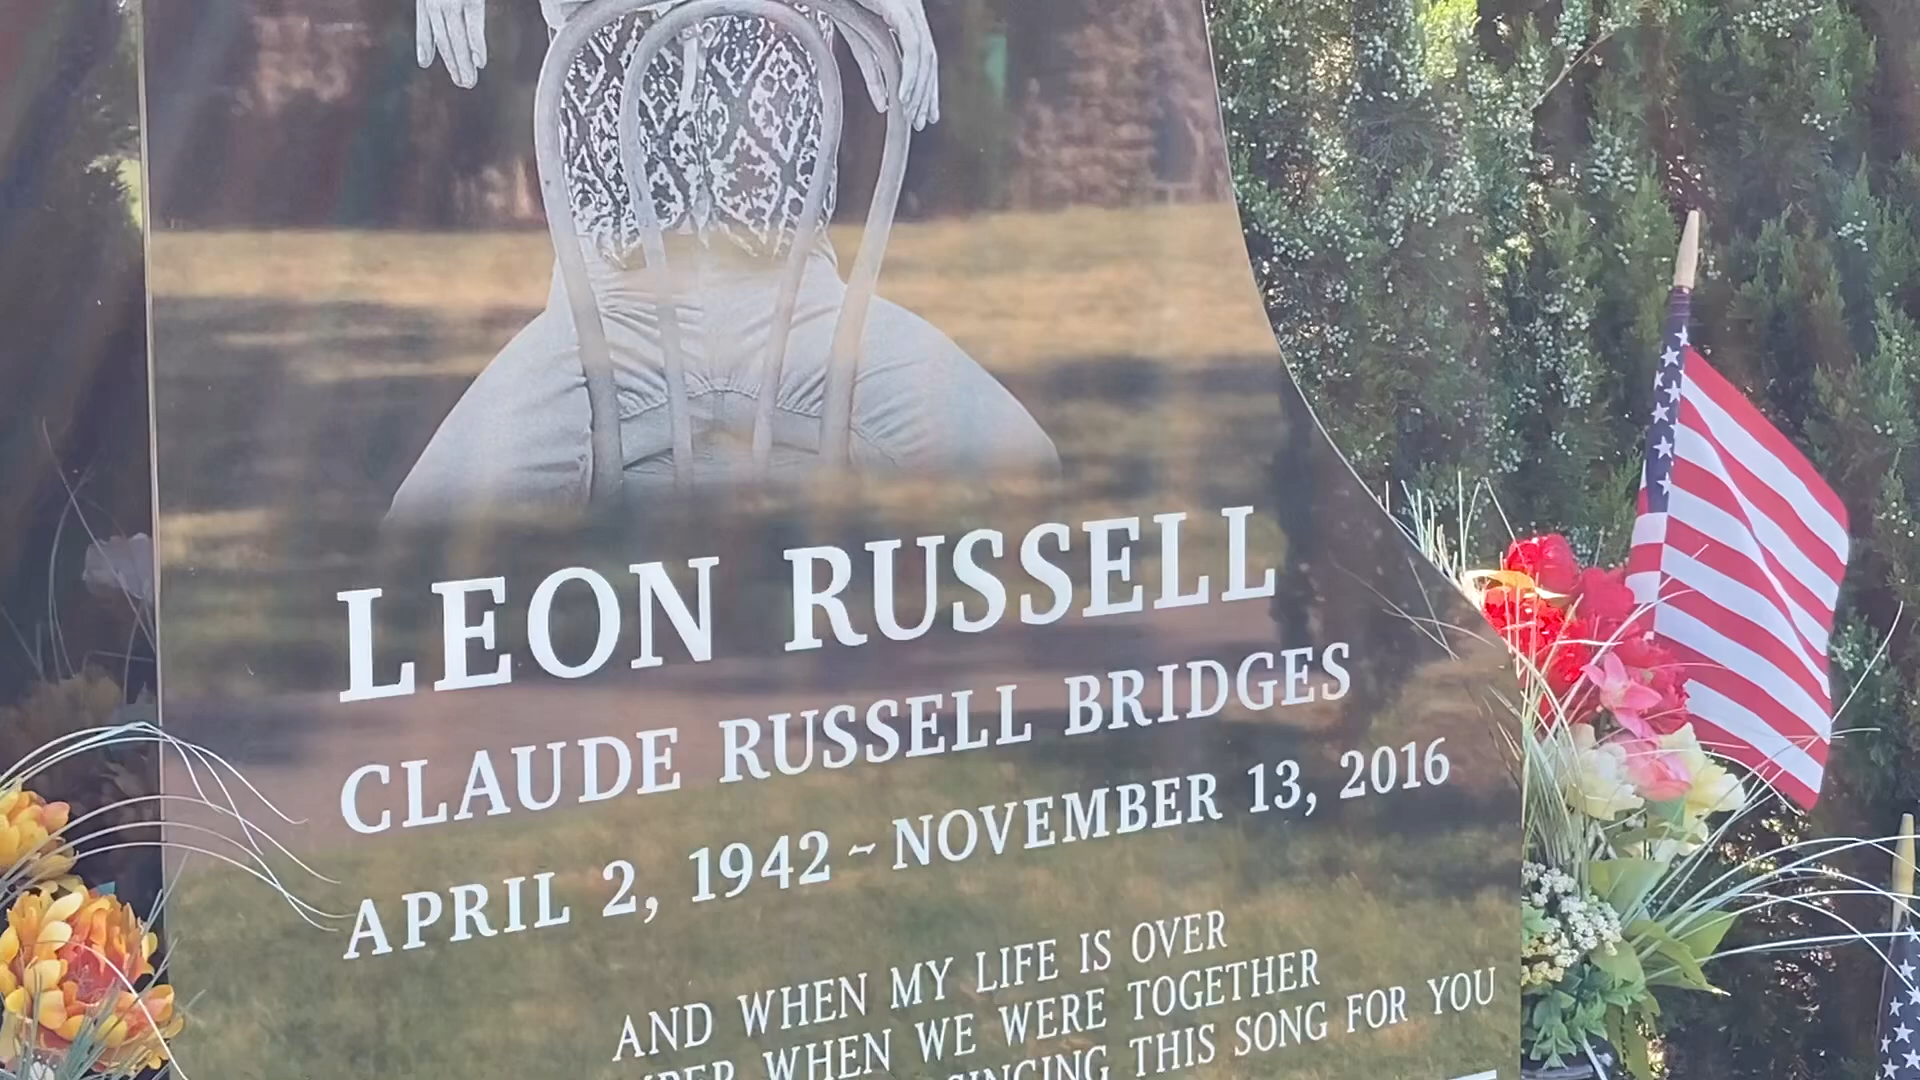 LEON RUSSELL
CLAUDE RUSSELL BRIDGES
APRIL 2, 1942 ~ NOVEMBER 13, 2016
AND WHEN MY LIFE IS OVER
WHEN WE WERE TOGETHER
SINGING THIS SONG FOR YOU